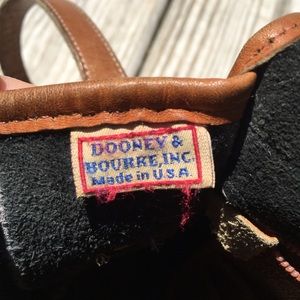 DOONEY &
BOURKE, INC.
Made in U.S.A.